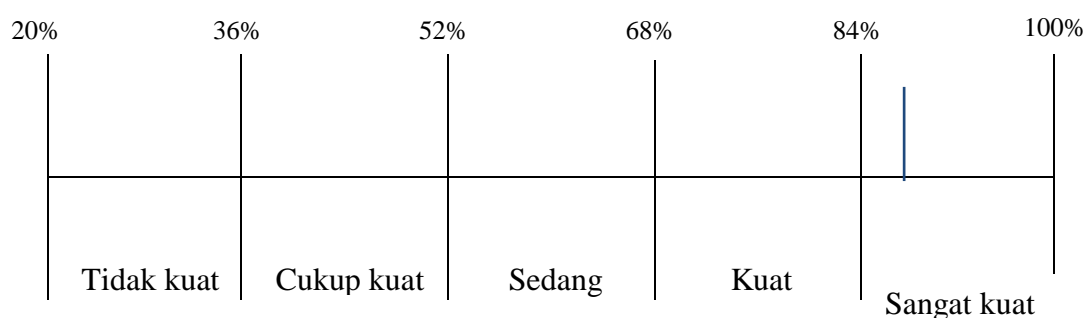 20% 36% 52% 68% 84% 100%
Tidak kuat Cukup kuat Sedang Kuat
Sangat kuat